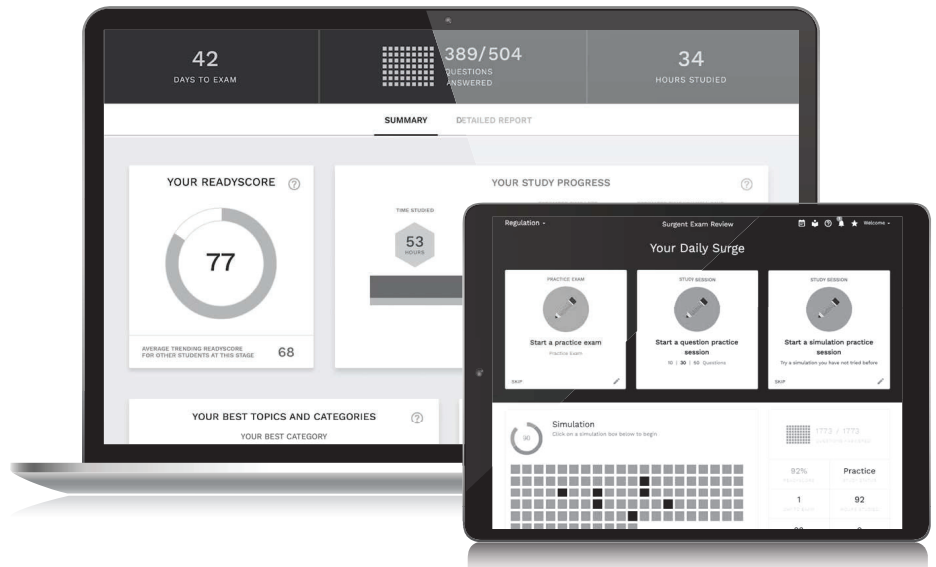 42
DAYS TO EXAM
389/504
QUESTIONS
ANSWERED
34
HOURS STUDIED
SUMMARY
DETAILED REPORT
YOUR READYSCORE
?
77
AVERAGE TRENDING READYSCORE
FOR OTHER STUDENTS AT THIS STAGE
68
YOUR STUDY PROGRESS
?
TIME STUDIED
53
HOURS
YOUR BEST TOPICS AND CATEGORIES
?
YOUR BEST CATEGORY
Regulation
Surgent Exam Review
Welcome
Your Daily Surge
PRACTICE EXAM
Start a practice exam
Practice Exam
SKIP
STUDY SESSION
Start a question practice
session
10 | 30 | 50 Questions
STUDY SESSION
Start a simulation practice
session
Try a simulation you have not tried before
SKIP
90
Simulation
Click on a simulation box below to begin
1773 / 1773
92%
Practice
1
92